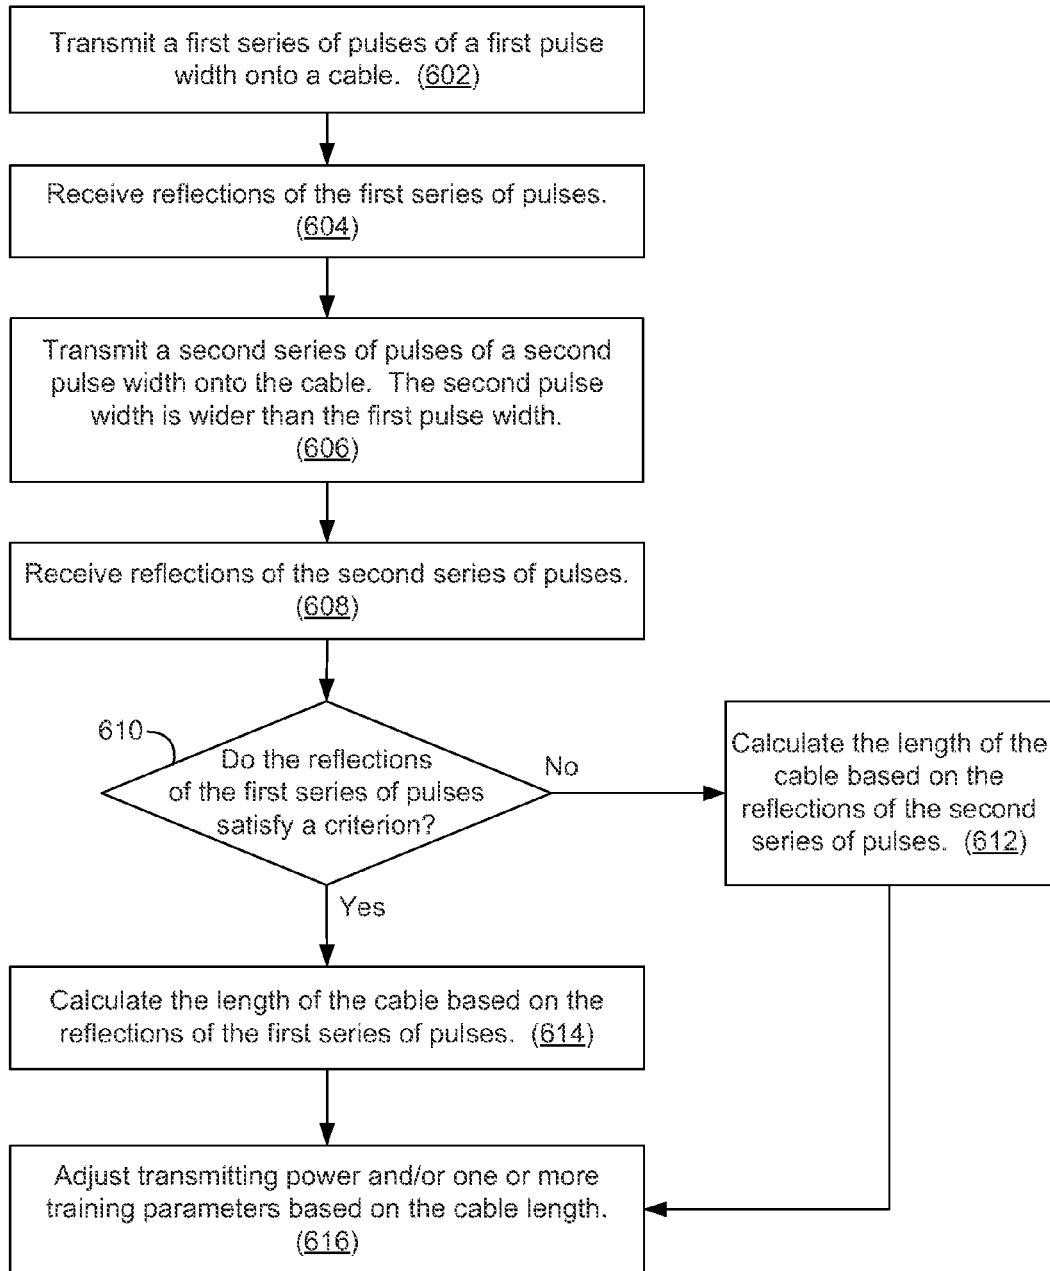 Transmit a first series of pulses of a first pulse
width onto a cable. (602)
Receive reflections of the first series of pulses.
(604)
Transmit a second series of pulses of a second
pulse width onto the cable. The second pulse
width is wider than the first pulse width.
(606)
Receive reflections of the second series of pulses.
(608)
610
Do the reflections
of the first series of pulses
satisfy a criterion?
No
Calculate the length of the
cable based on the
reflections of the second
series of pulses. (612)
Yes
Calculate the length of the cable based on the
reflections of the first series of pulses. (614)
Adjust transmitting power and/or one or more
training parameters based on the cable length.
(616)